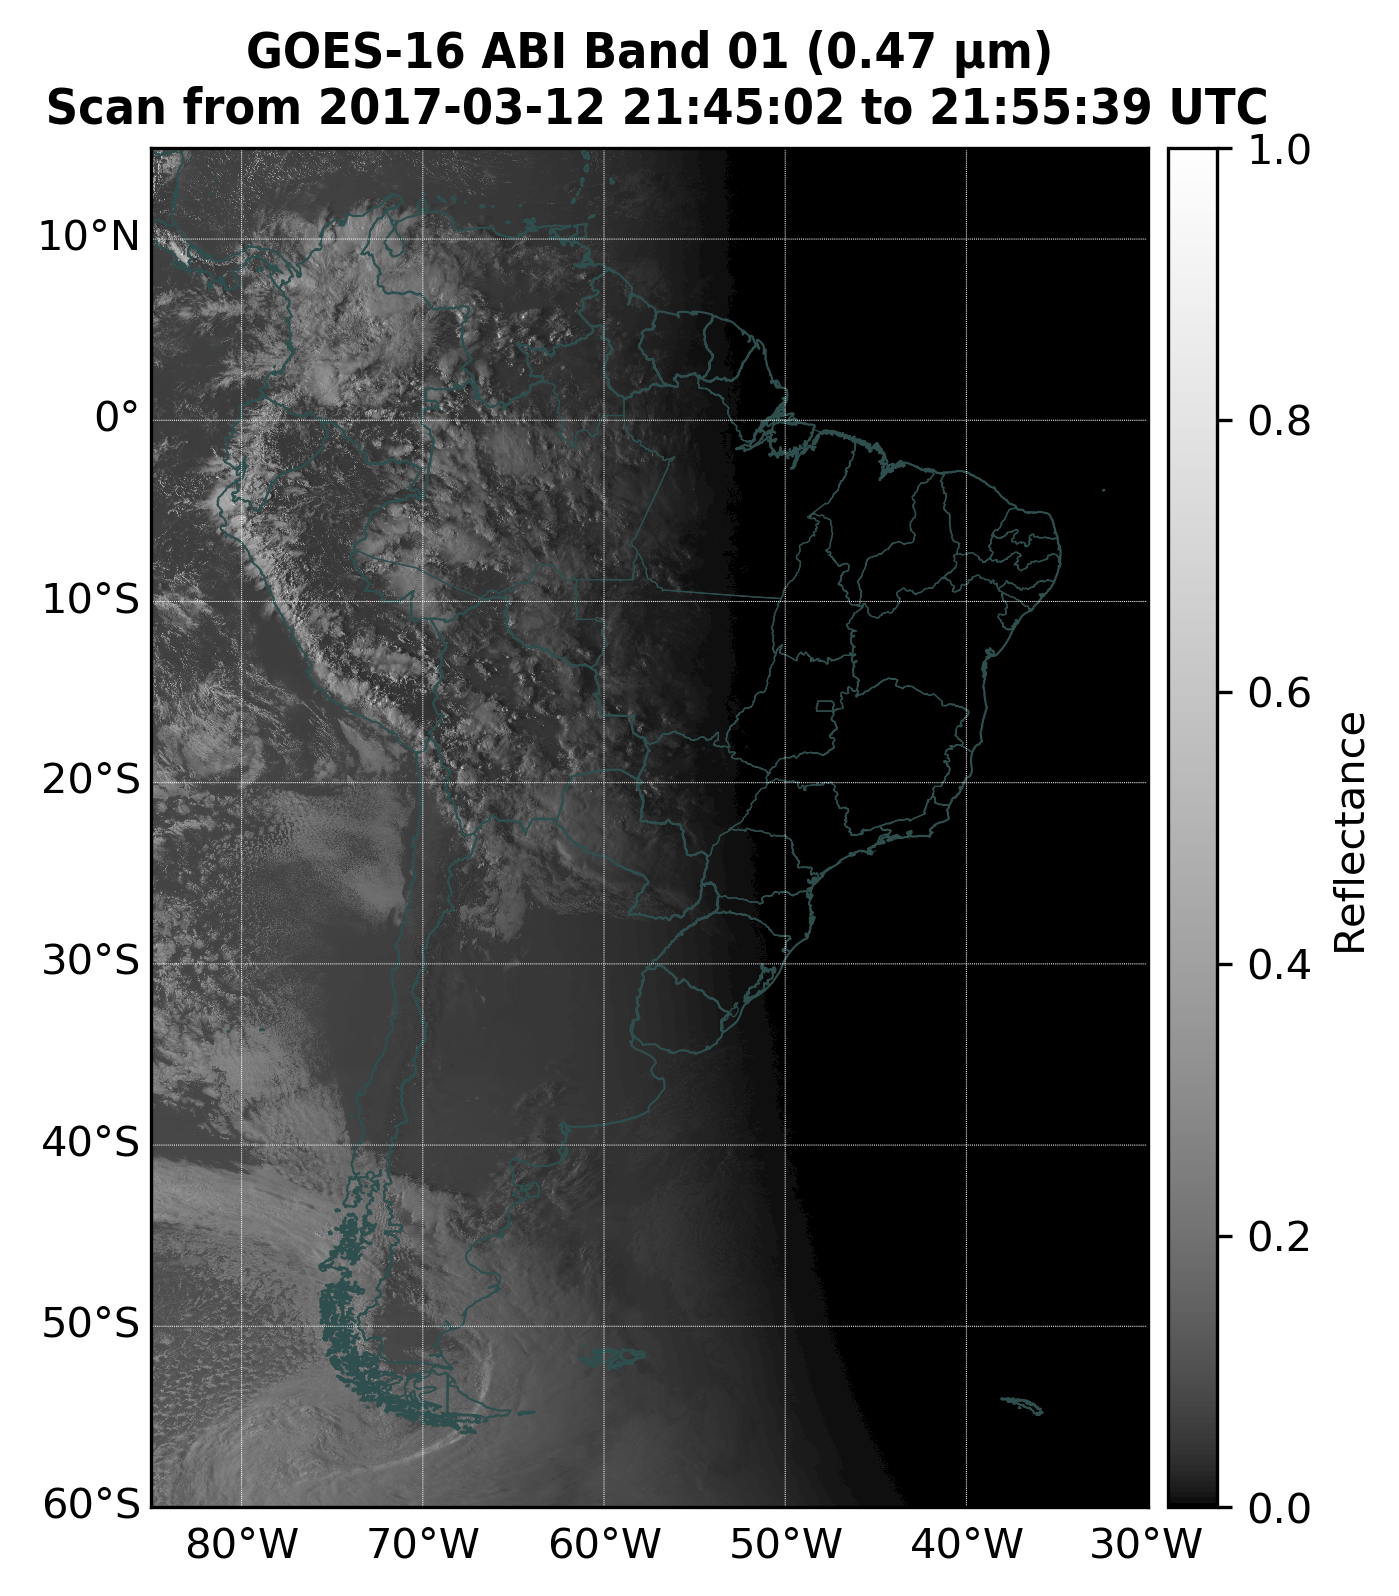 GOES-16 ABI Band 01 (0.47 µm)
Scan from 2017-03-12 21:45:02 to 21:55:39 UTC
10°N
0°
10°S
20°S
30°S
40°S
50°S
60°S
80°W
70°W
60°W
50°W
40°W
30°W
1.0
0.8
0.6
0.4
0.2
0.0
Reflectance